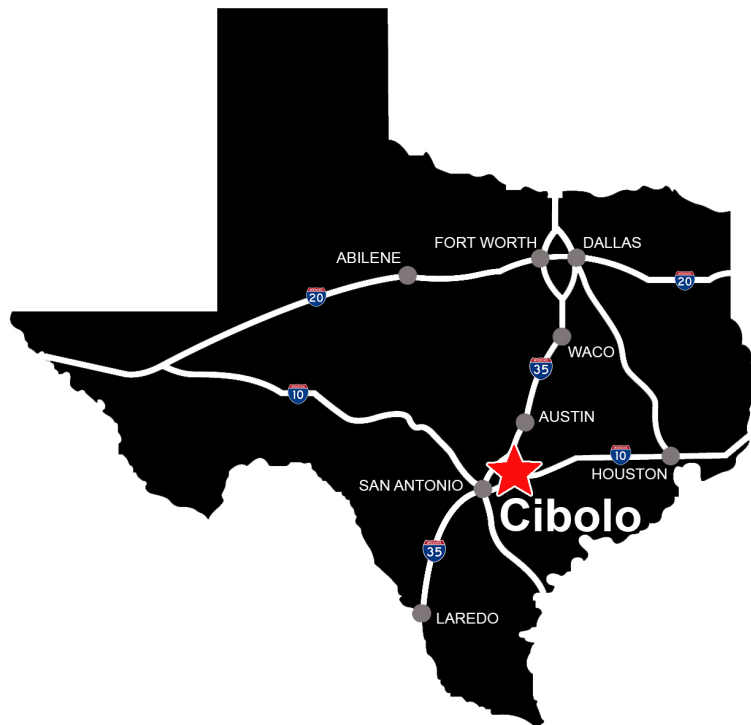 FORT WORTH
DALLAS
ABILENE
20
20
WACO
35
10
AUSTIN
10
HOUSTON
SAN ANTONIO
Cibolo
35
LAREDO